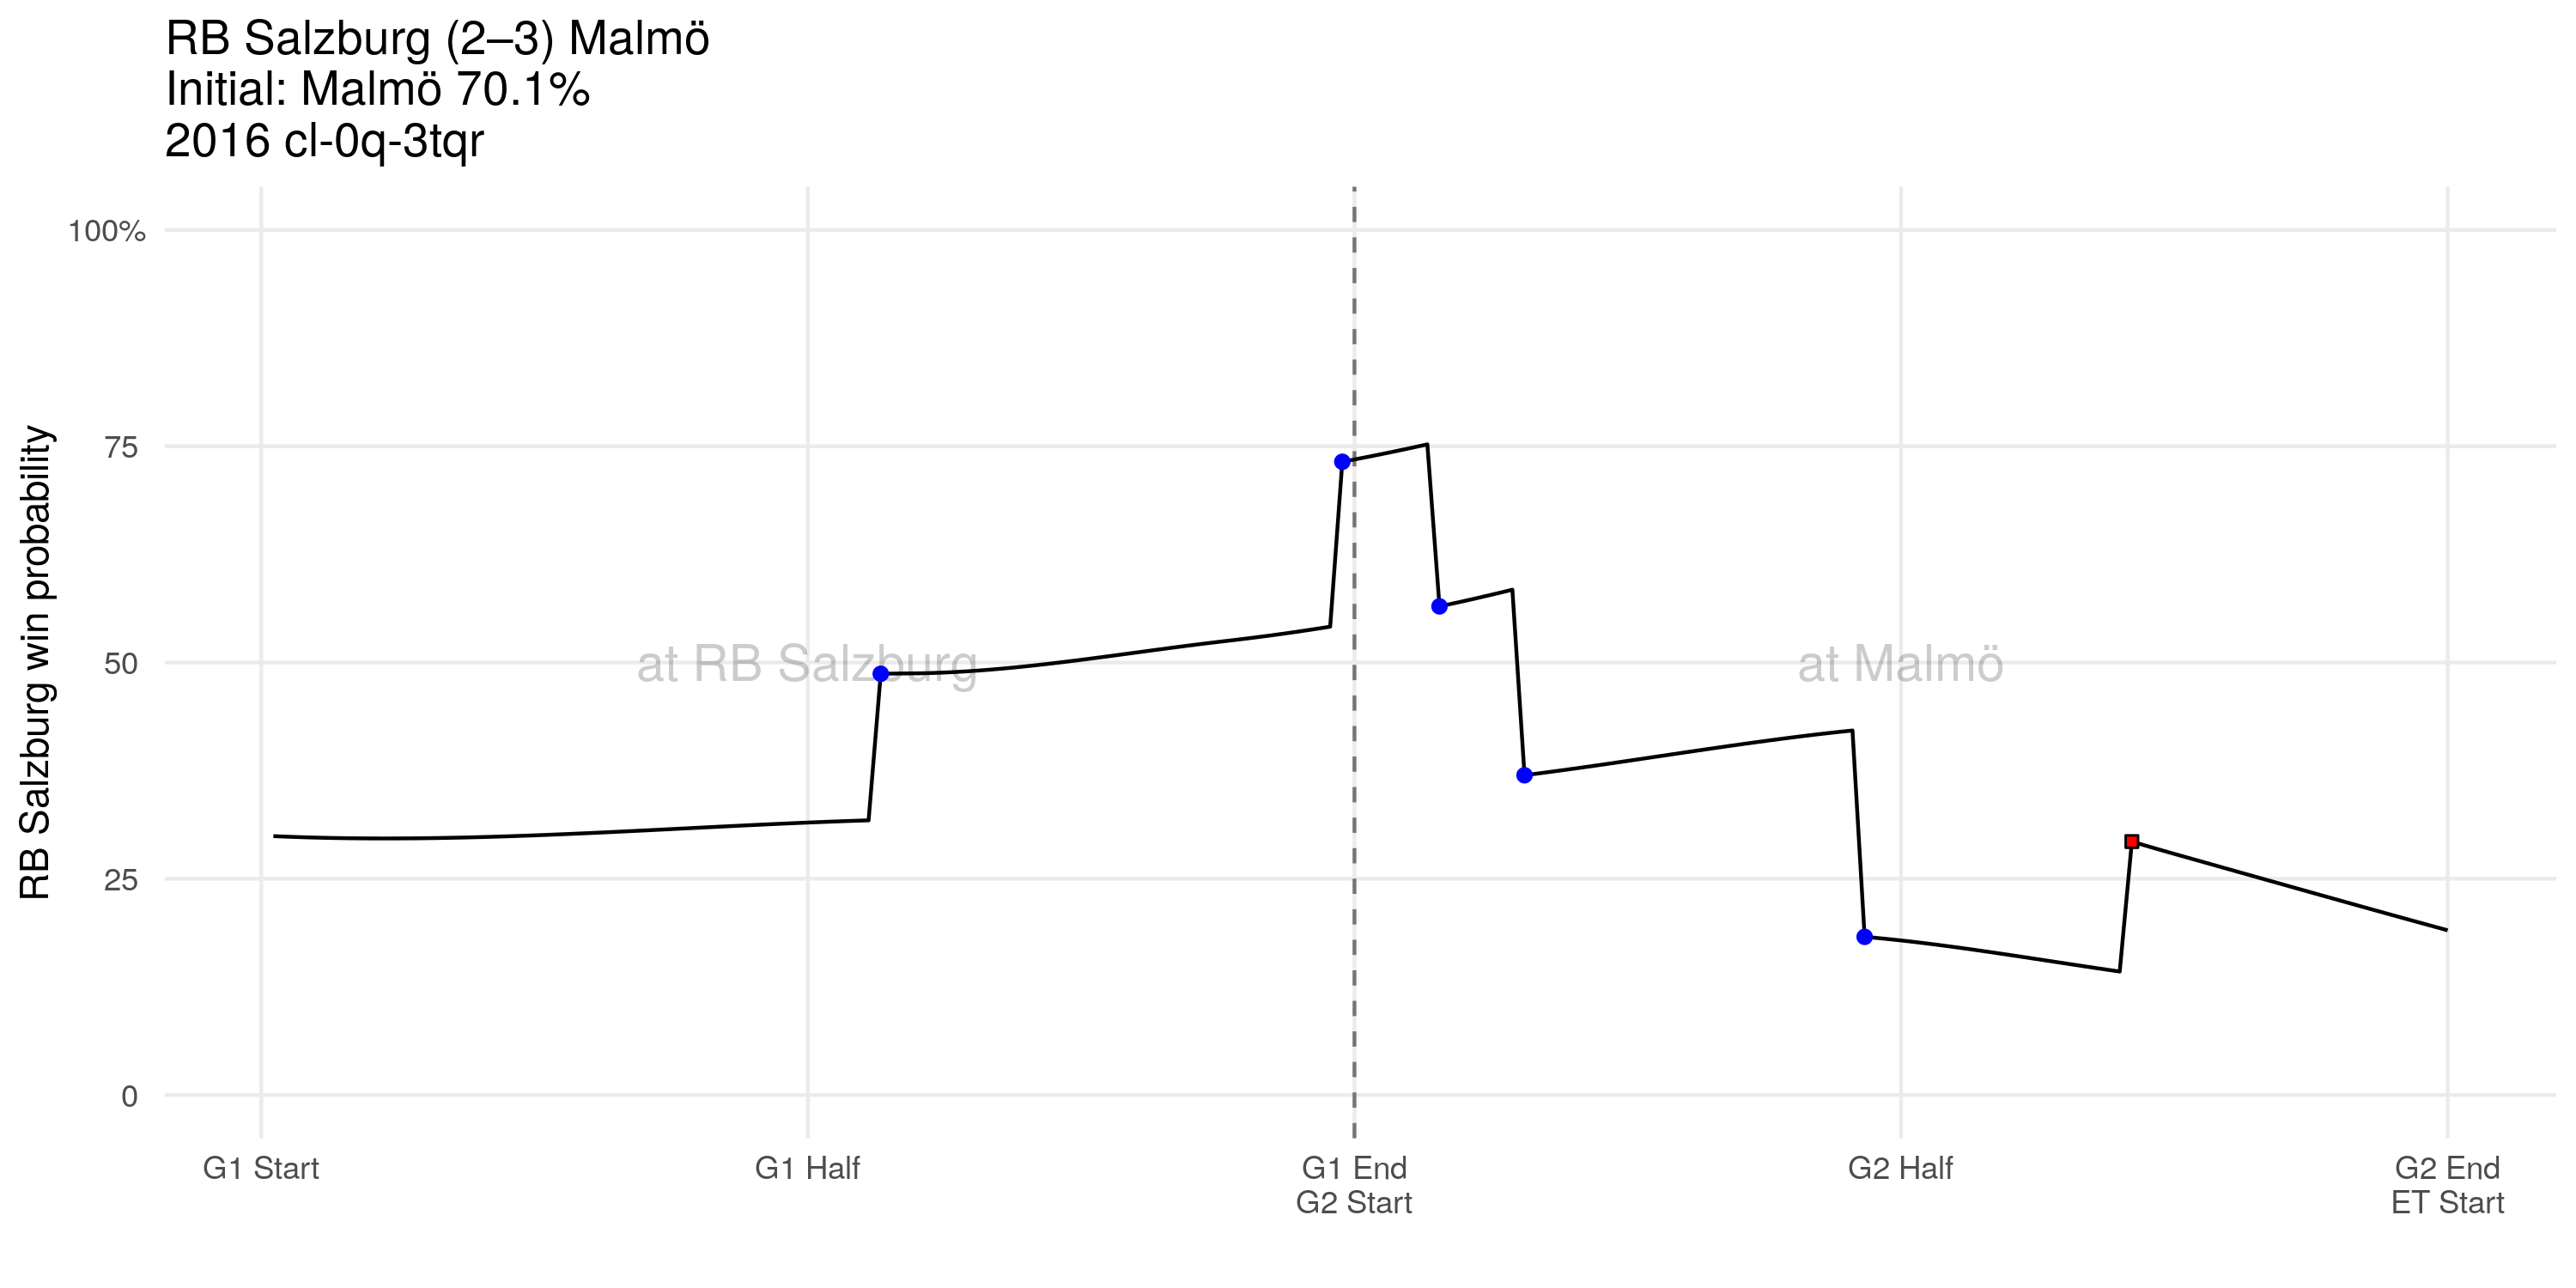 RB Salzburg (2–3) Malmö
Initial: Malmö 70.1%
2016 cl-0q-3tqr
RB Salzburg win probability
100%
75
50
25
0
at RB Salzburg
at Malmö
G1 Start
G1 Half
G1 End
G2 Start
G2 Half
G2 End
ET Start